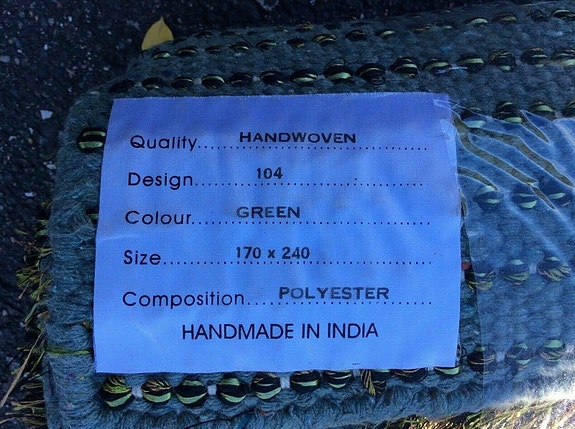 Quality.......HANDWOVEN...........
Design..........104......................
Colour.......GREEN....................
Size............170 x 240..................
Composition....POLYESTER.......
HANDMADE IN INDIA